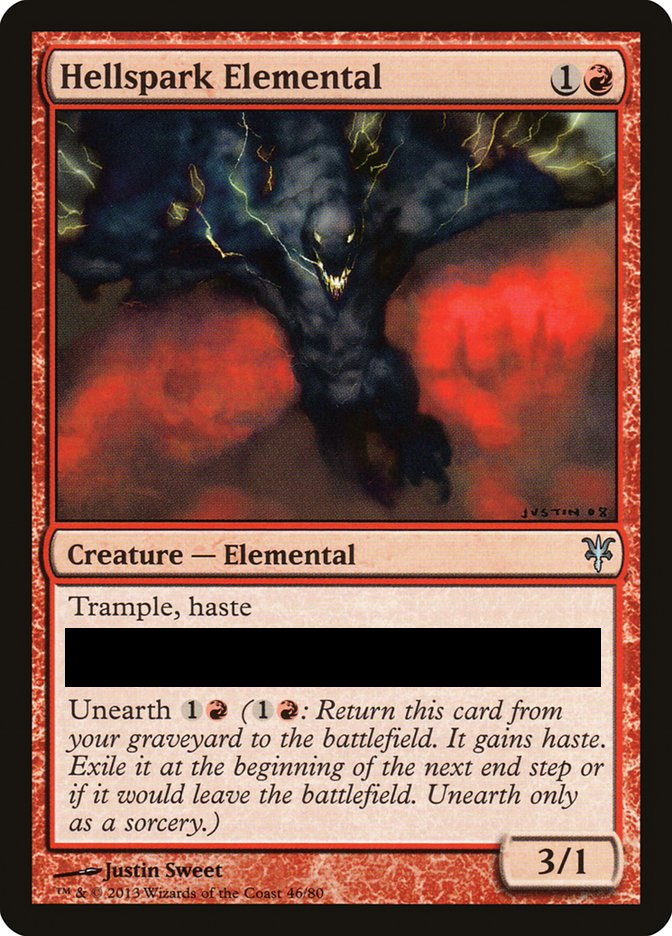 Hellspark Elemental 1
JUSTIN 08
Creature — Elemental
Trample, haste
Unearth 1 (1 : Return this card from
your graveyard to the battlefield. It gains haste.
Exile it at the beginning of the next end step or
if it would leave the battlefield. Unearth only
as a sorcery.)
3/1
Justin Sweet
™ & © 2013 Wizards of the Coast 46/80